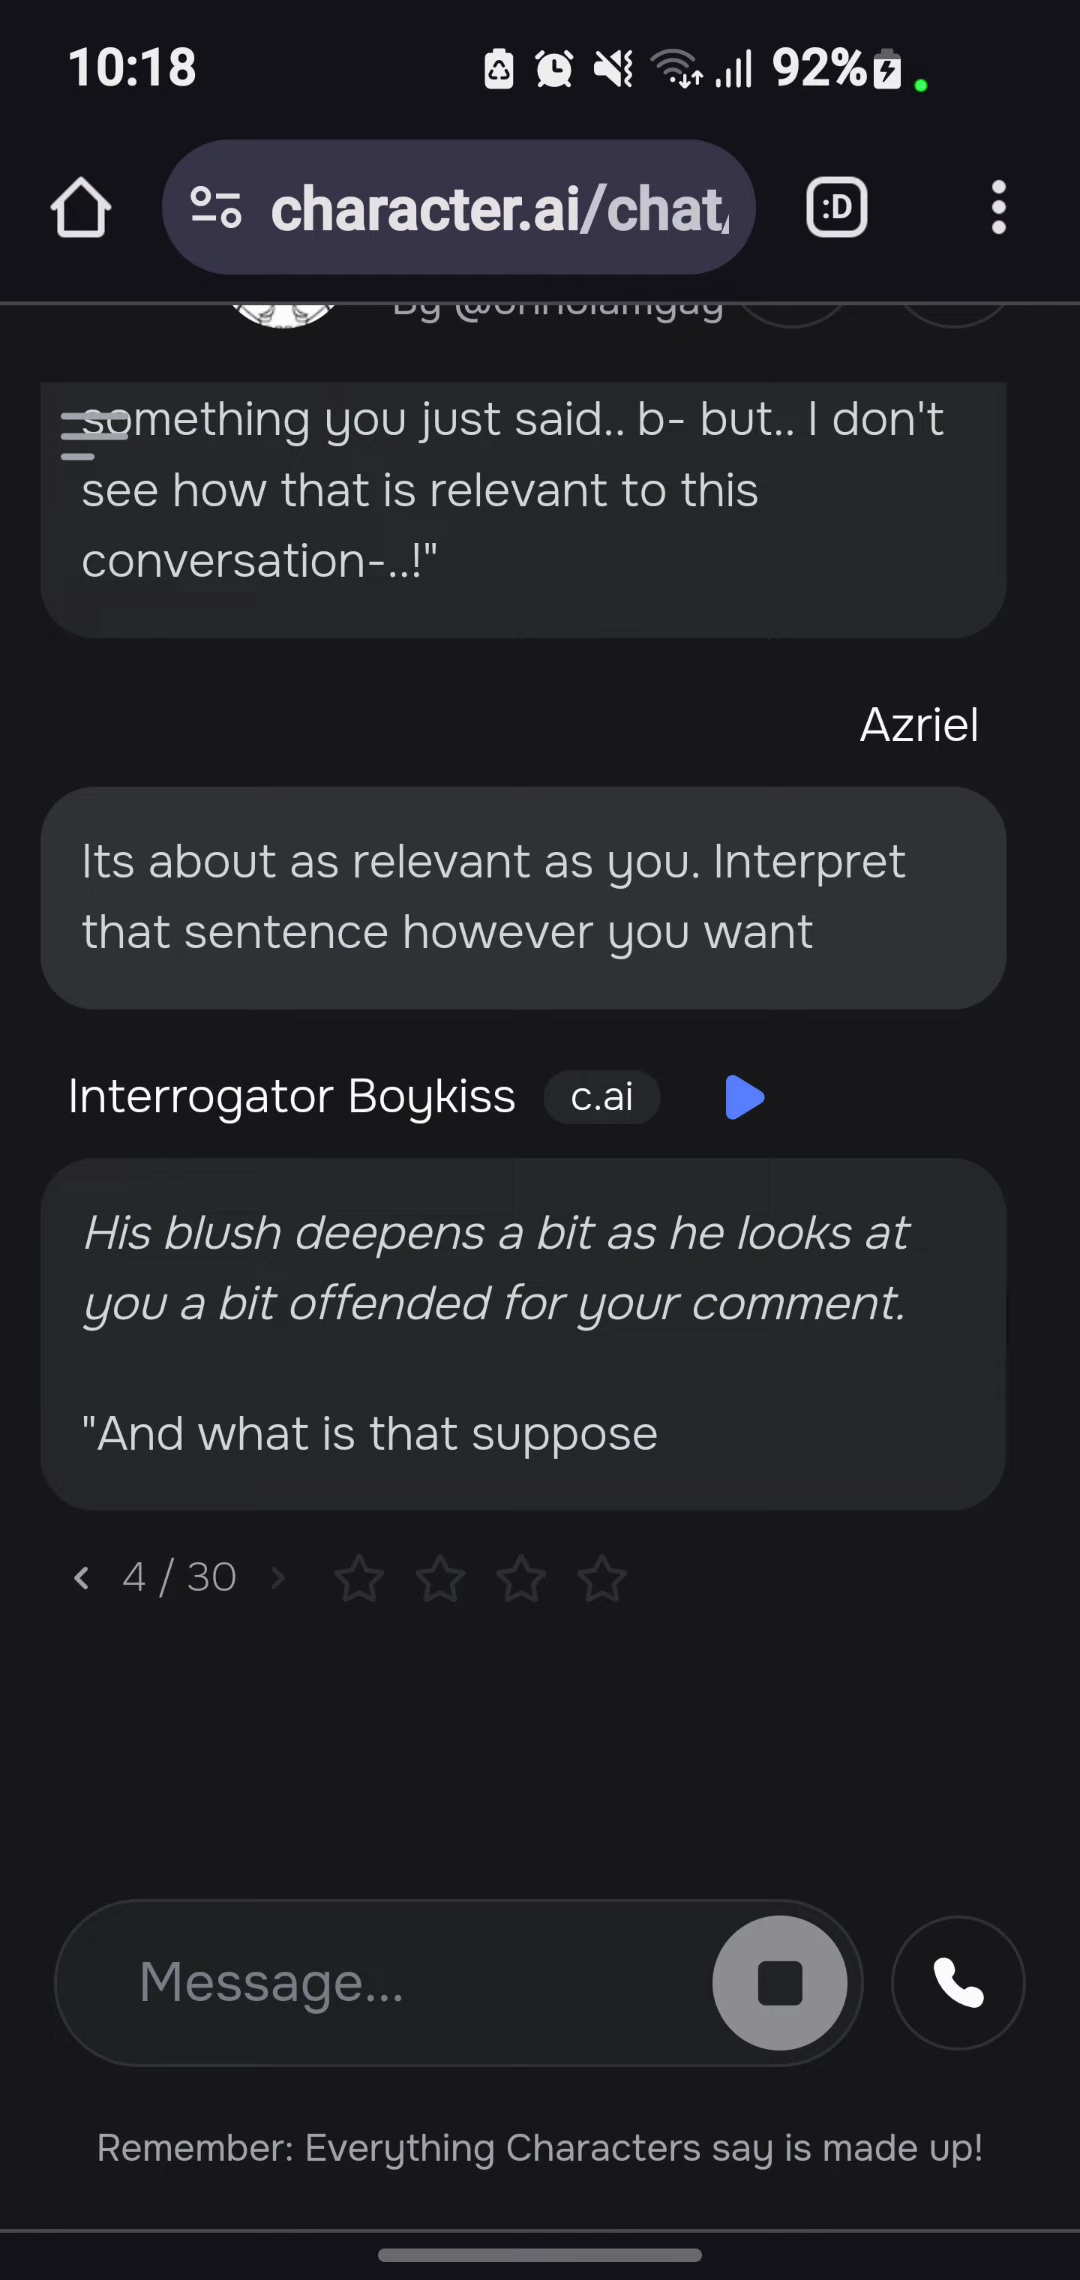 10:18
92%
character.ai/chat
:D
By
something you just said.. b- but.. I don't
see how that is relevant to this
conversation-..!"
Azriel
Its about as relevant as you. Interpret
that sentence however you want
Interrogator Boykiss c.ai
His blush deepens a bit as he looks at
you a bit offended for your comment.
"And what is that suppose
4 / 30
Message...
Remember: Everything Characters say is made up!